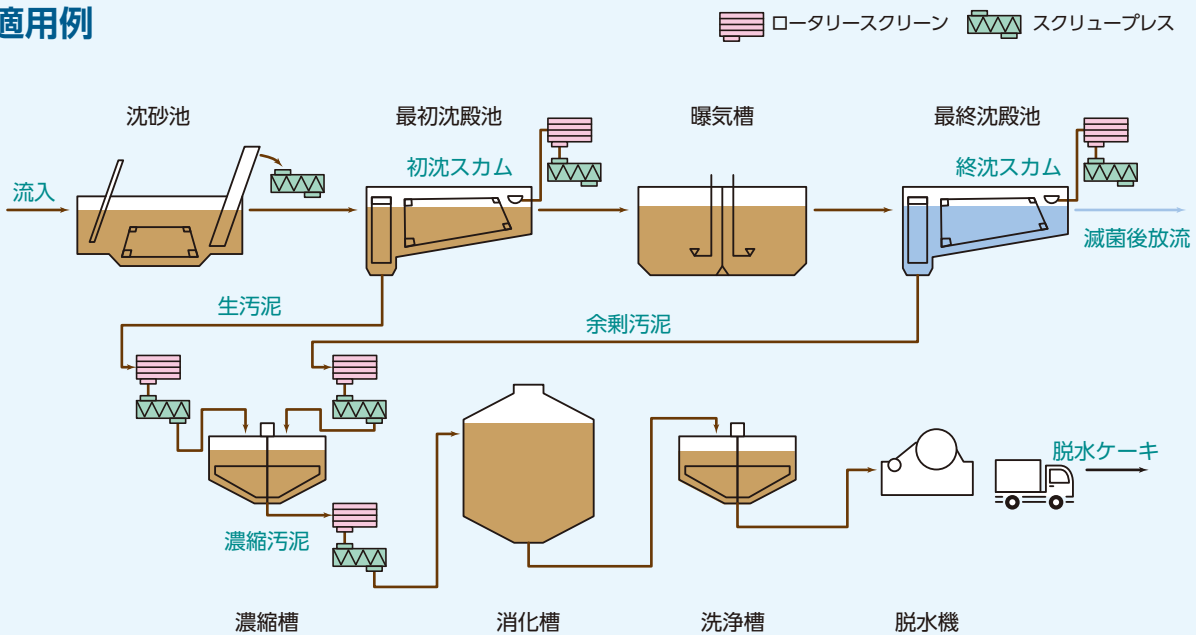 適用例
ロータリースクリーン
スクリュープレス
沈砂池
最初沈殿池
曝気槽
最終沈殿池
初沈スカム
終沈スカム
流入
滅菌後放流
生汚泥
余剰汚泥
脱水ケーキ
濃縮汚泥
濃縮槽
消化槽
洗浄槽
脱水機